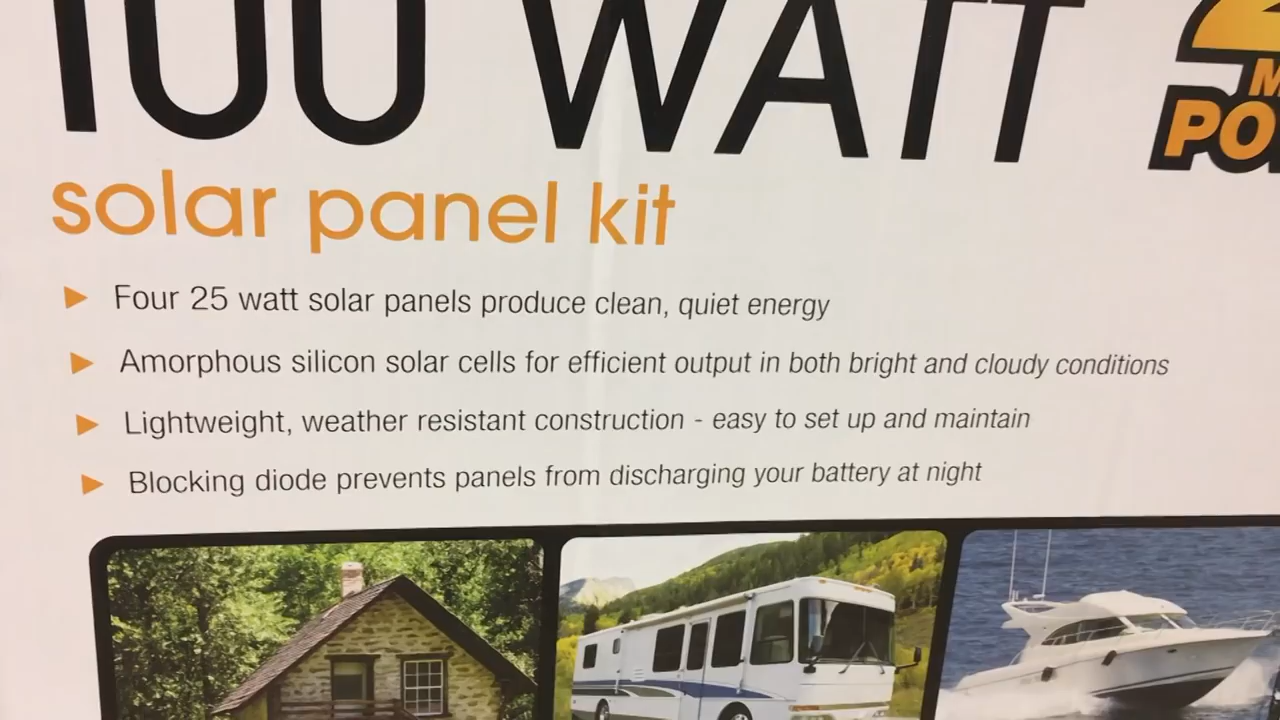 100 WATT
solar panel kit
Four 25 watt solar panels produce clean, quiet energy
Amorphous silicon solar cells for efficient output in both bright and cloudy conditions
Lightweight, weather resistant construction - easy to set up and maintain
Blocking diode prevents panels from discharging your battery at night